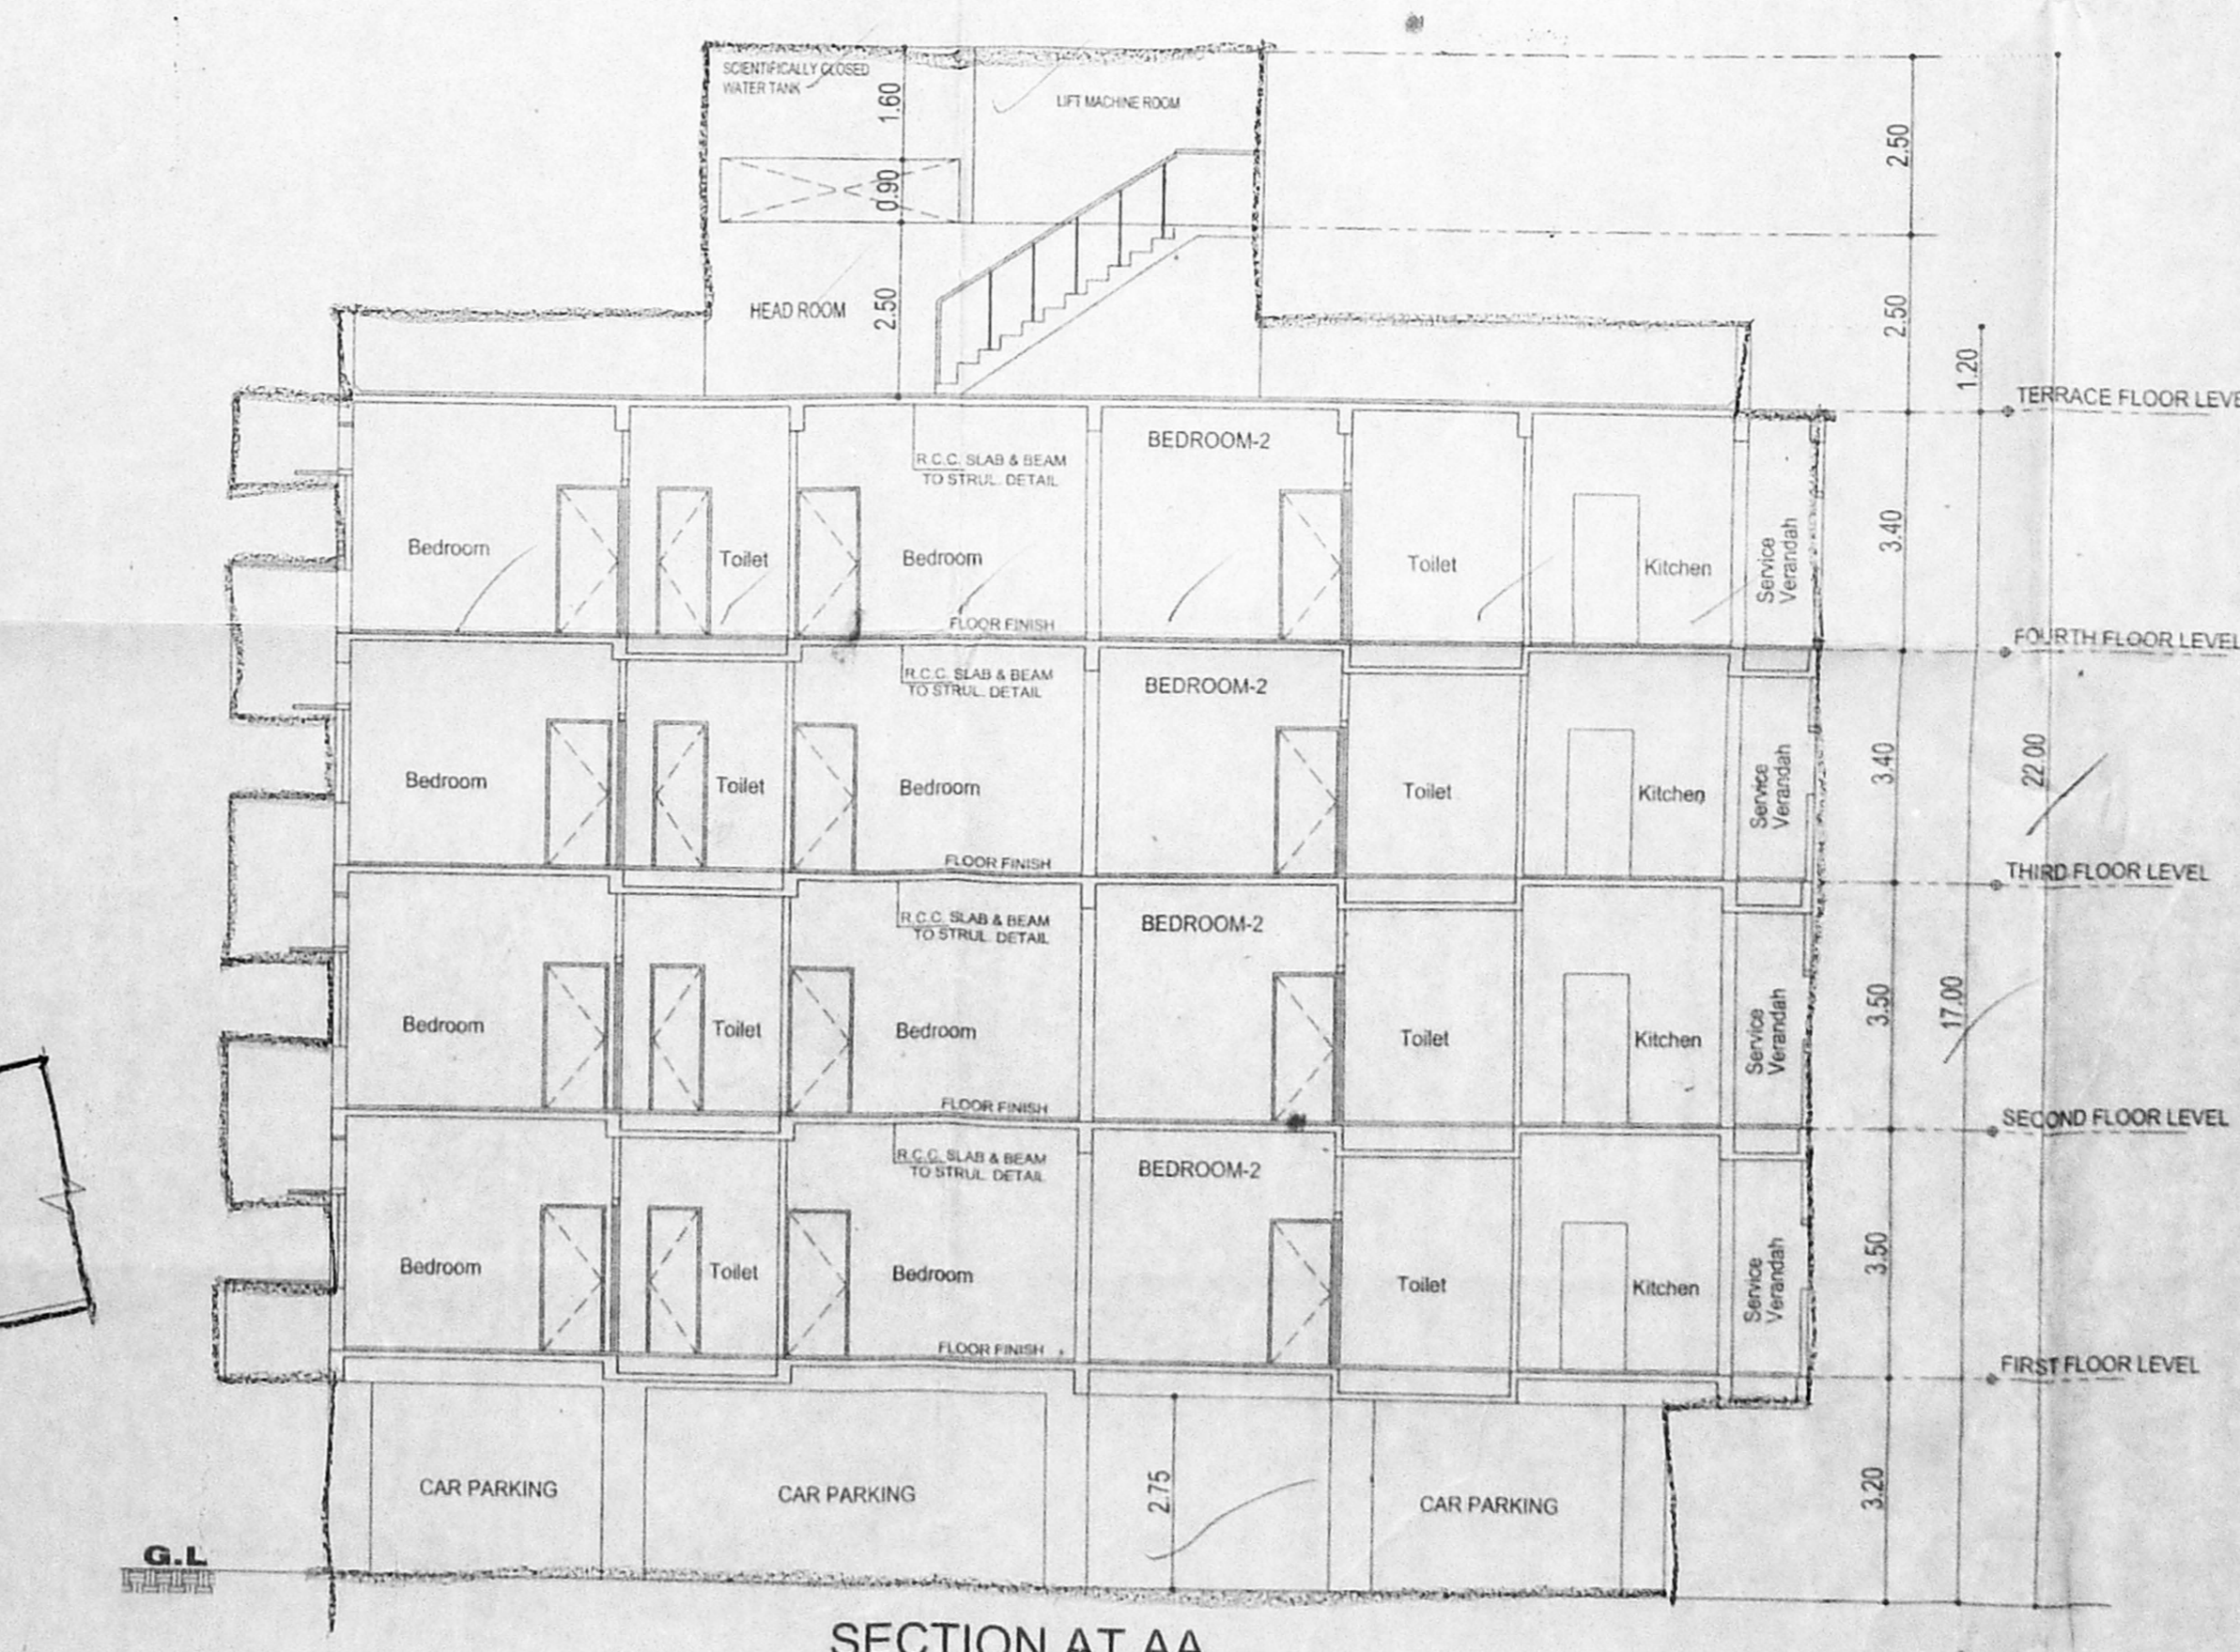 SCIENTIFICALLY CLOSED
WATER TANK
1.60
LIFT MACHINE ROOM
2.50
0.90
HEAD ROOM
2.50
2.50
1.20
TERRACE FLOOR LEVE
BEDROOM-2
R.C.C. SLAB & BEAM
TO STRUL. DETAIL
Bedroom
Toilet
Bedroom
Toilet
Kitchen
Service
Verandah
3.40
FLOOR FINISH
FOURTH FLOOR LEVEL
R.C.C. SLAB & BEAM
TO STRUL. DETAIL
BEDROOM-2
Bedroom
Toilet
Bedroom
Toilet
Kitchen
Service
Verandah
3.40
22.00
FLOOR FINISH
THIRD FLOOR LEVEL
R.C.C. SLAB & BEAM
TO STRUL. DETAIL
BEDROOM-2
Bedroom
Toilet
Bedroom
Toilet
Kitchen
Service
Verandah
3.50
17.00
FLOOR FINISH
SECOND FLOOR LEVEL
R.C.C. SLAB & BEAM
TO STRUL. DETAIL
BEDROOM-2
Bedroom
Toilet
Bedroom
Toilet
Kitchen
Service
Verandah
3.50
FLOOR FINISH
FIRST FLOOR LEVEL
CAR PARKING
CAR PARKING
2.75
CAR PARKING
3.20
G.L
SECTION AT AA